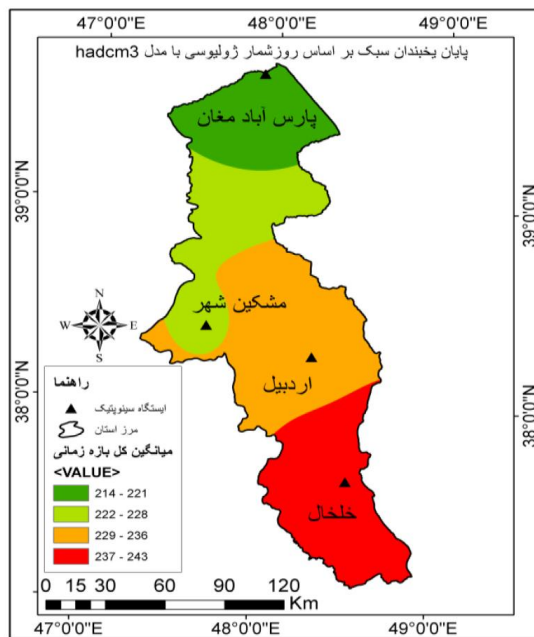 47°0'0"E 48°0'0"E 49°0'0"E
پایان یخبندان سبک بر اساس روزشمار ژولیوسی با مدل hadcm3
پارس آباد مغان
39°0'0"N 39°0'0"N
مشکین شهر
N
W E
S
اردبیل
38°0'0"N 38°0'0"N
راهنما
ایستگاه سینوپتیک
مرز استان
میانگین کل بازه زمانی
<VALUE>
214 - 221
222 - 228
229 - 236
237 - 243
خلخال
0 15 30 60 90 120
Km
47°0'0"E 48°0'0"E 49°0'0"E